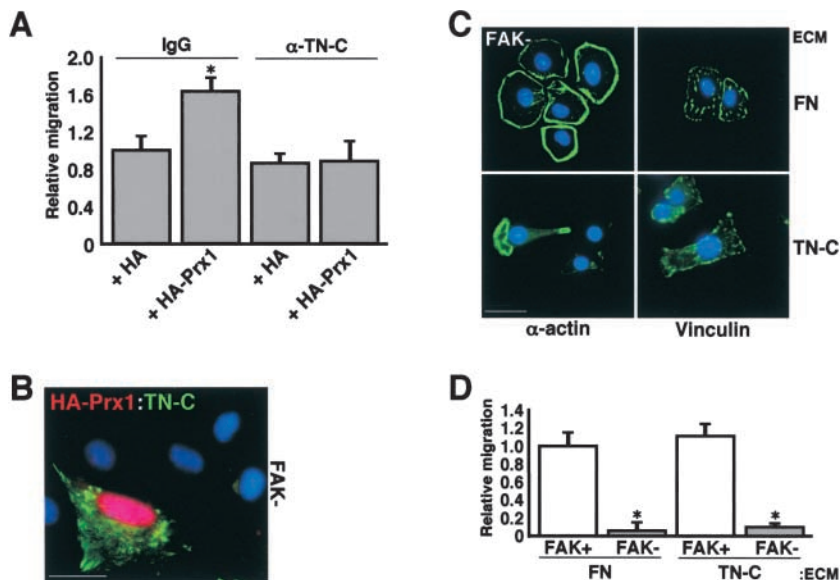 A
IgG α-TN-C
Relative migration
2.0
1.6
1.2
0.8
0.4
0
*
+ HA
+ HA-Prx1
+ HA
+ HA-Prx1
B
HA-Prx1:TN-C
FAK-
C
FAK-
ECM
FN
TN-C
α-actin Vinculin
D
Relative migration
1.4
1.2
1.0
0.8
0.6
0.4
0.2
0
* *
FAK+ FAK- FAK+ FAK-
FN TN-C :ECM